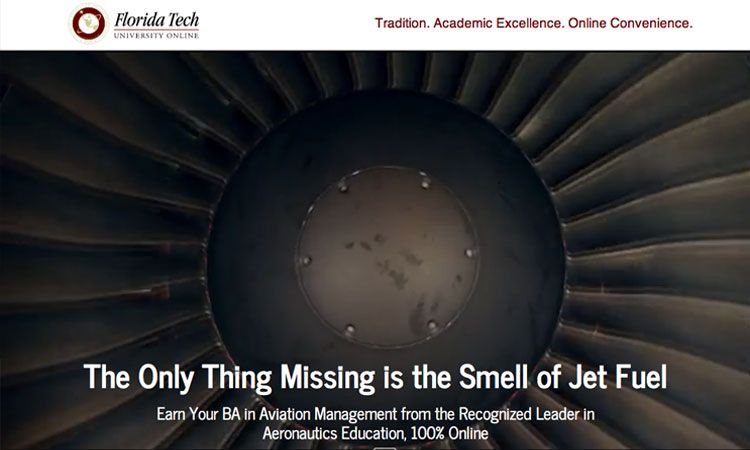 Florida Tech
UNIVERSITY ONLINE
Tradition. Academic Excellence. Online Convenience.
The Only Thing Missing is the Smell of Jet Fuel
Earn Your BA in Aviation Management from the Recognized Leader in
Aeronautics Education, 100% Online